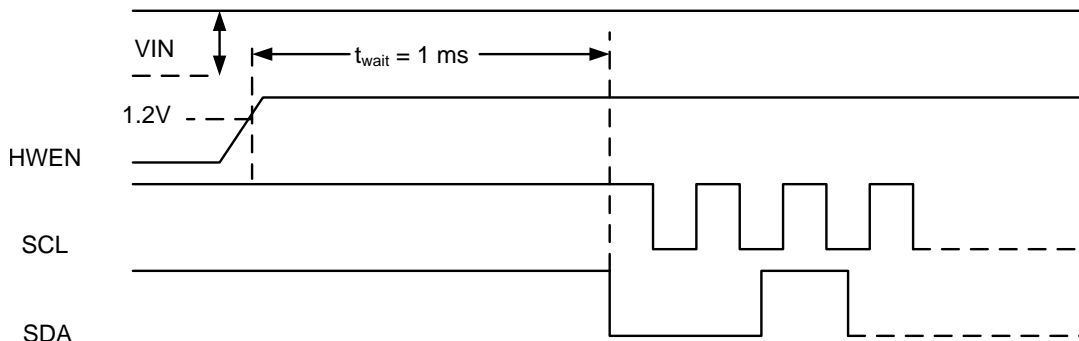 VIN
t_wait = 1 ms
1.2V
HWEN
SCL
SDA